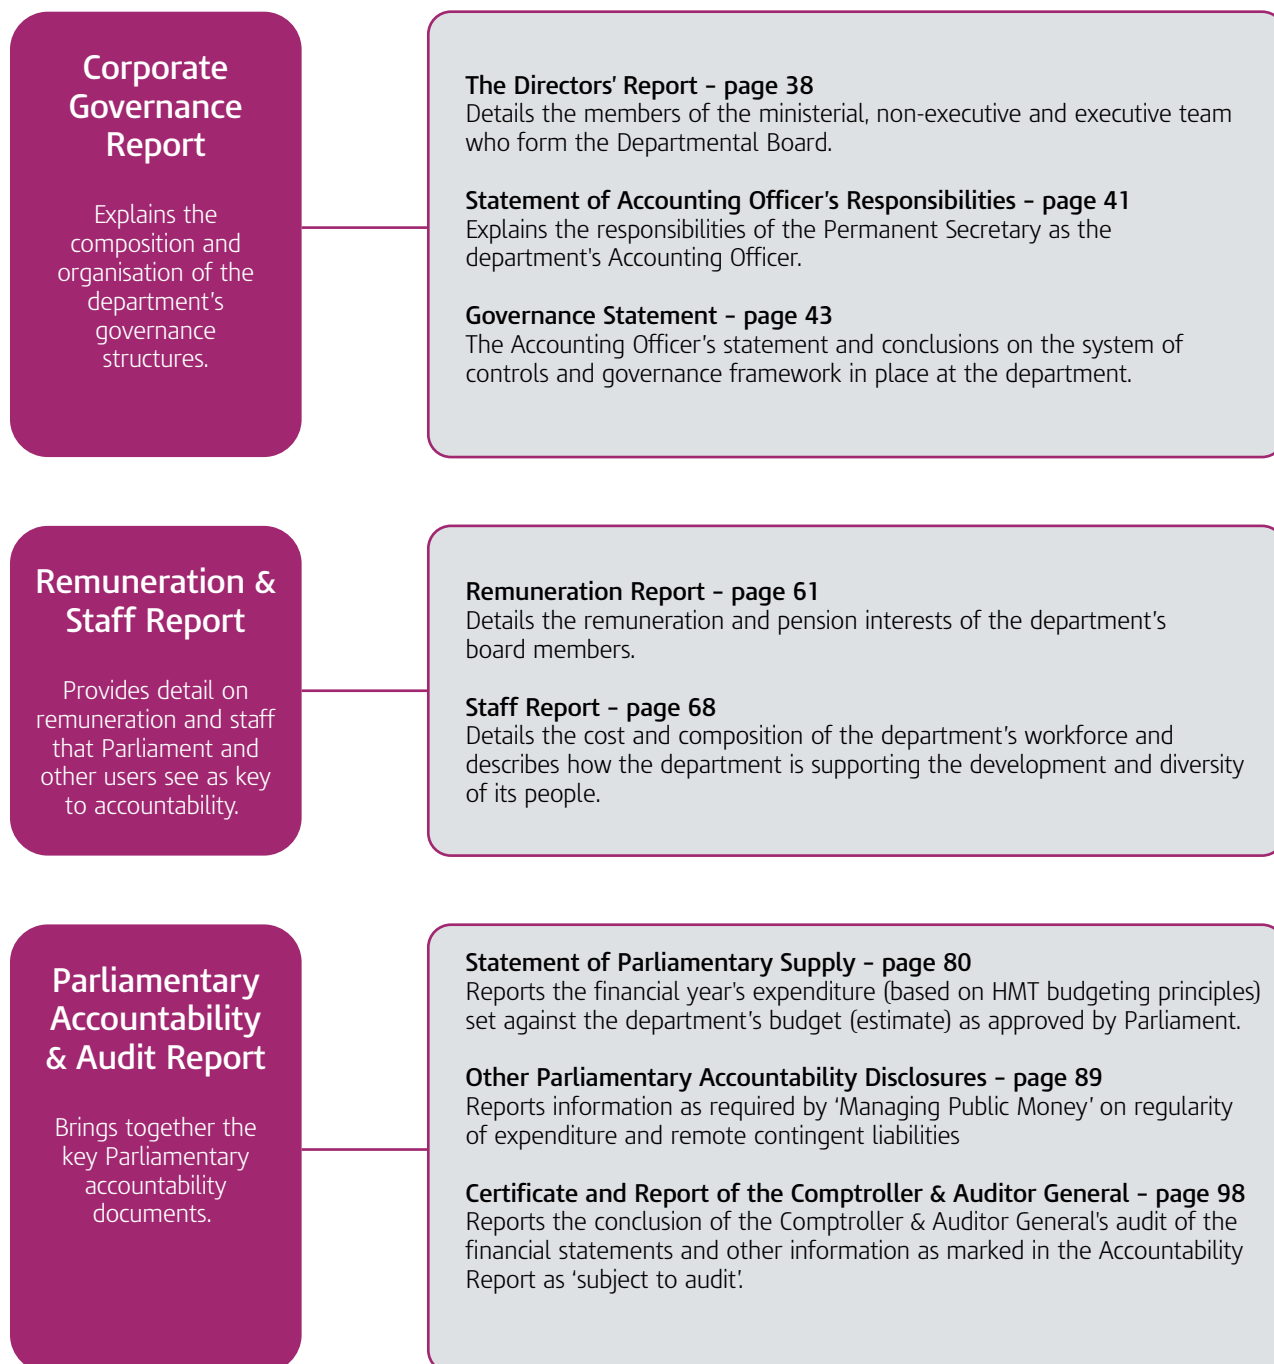 Corporate
Governance
Report
Explains the
composition and
organisation of the
department’s
governance
structures.
The Directors’ Report – page 38
Details the members of the ministerial, non-executive and executive team
who form the Departmental Board.
Statement of Accounting Officer’s Responsibilities – page 41
Explains the responsibilities of the Permanent Secretary as the
department's Accounting Officer.
Governance Statement – page 43
The Accounting Officer’s statement and conclusions on the system of
controls and governance framework in place at the department.
Remuneration &
Staff Report
Provides detail on
remuneration and staff
that Parliament and
other users see as key
to accountability.
Remuneration Report – page 61
Details the remuneration and pension interests of the department’s
board members.
Staff Report – page 68
Details the cost and composition of the department’s workforce and
describes how the department is supporting the development and diversity
of its people.
Parliamentary
Accountability
& Audit Report
Brings together the
key Parliamentary
accountability
documents.
Statement of Parliamentary Supply – page 80
Reports the financial year's expenditure (based on HMT budgeting principles)
set against the department’s budget (estimate) as approved by Parliament.
Other Parliamentary Accountability Disclosures – page 89
Reports information as required by ‘Managing Public Money’ on regularity
of expenditure and remote contingent liabilities
Certificate and Report of the Comptroller & Auditor General – page 98
Reports the conclusion of the Comptroller & Auditor General's audit of the
financial statements and other information as marked in the Accountability
Report as ‘subject to audit’.